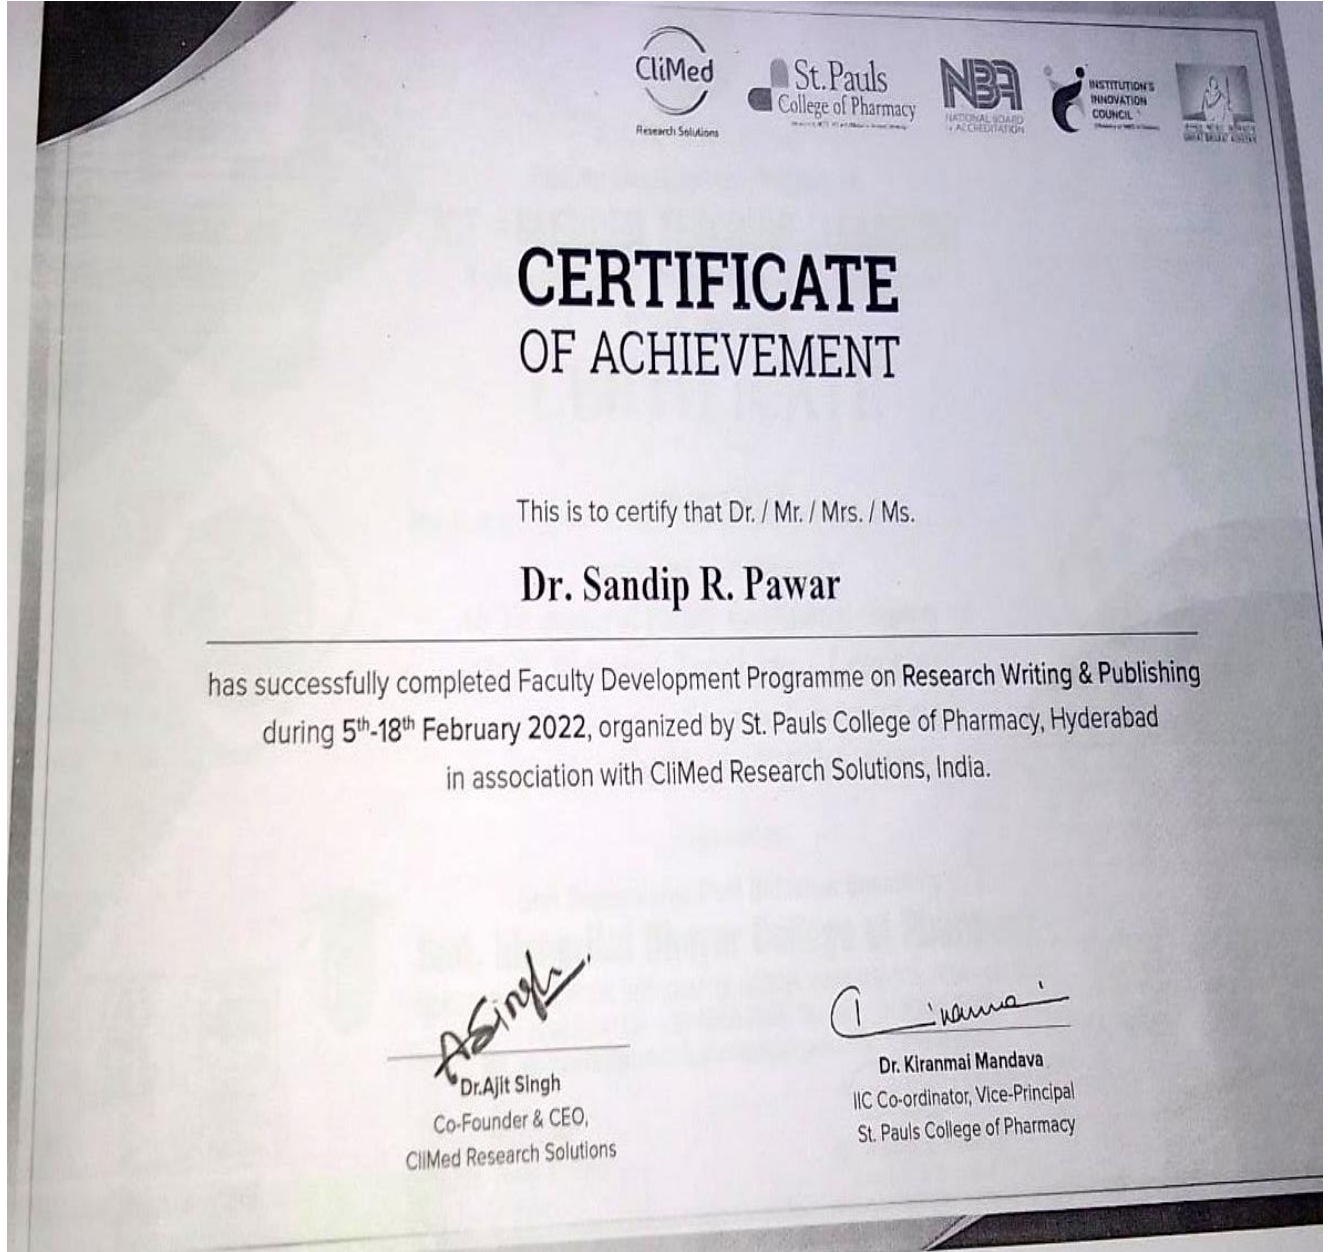 CliMed
Research Solutions
St.Pauls
College of Pharmacy
NBA
NATIONAL BOARD
of ACCREDITATION
INSTITUTION'S
INNOVATION
COUNCIL
CERTIFICATE
OF ACHIEVEMENT
This is to certify that Dr. / Mr. / Mrs. / Ms.
Dr. Sandip R. Pawar
has successfully completed Faculty Development Programme on Research Writing & Publishing
during 5th-18th February 2022, organized by St. Pauls College of Pharmacy, Hyderabad
in association with CliMed Research Solutions, India.
ASingh
Dr.Ajit Singh
Co-Founder & CEO,
CliMed Research Solutions
Dr. Kiranmai Mandava
IIC Co-ordinator, Vice-Principal
St. Pauls College of Pharmacy